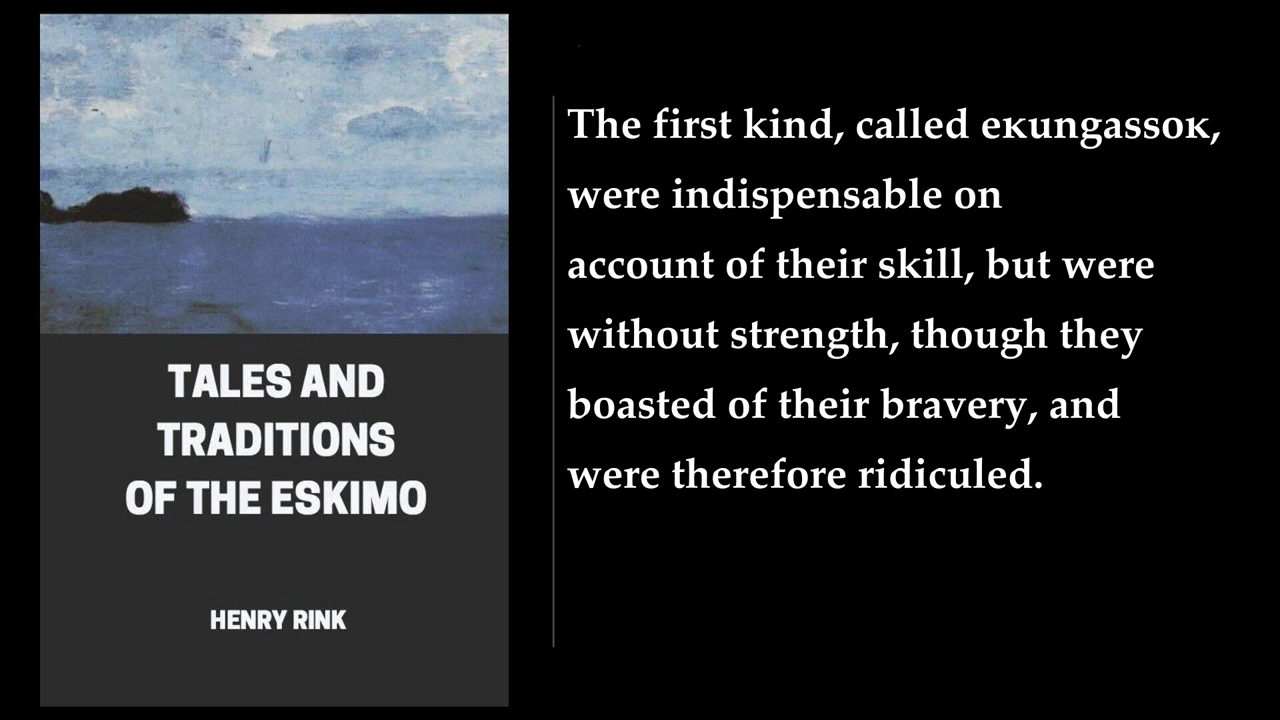 TALES AND
TRADITIONS
OF THE ESKIMO
HENRY RINK
The first kind, called eĸungassoĸ,
were indispensable on
account of their skill, but were
without strength, though they
boasted of their bravery, and
were therefore ridiculed.